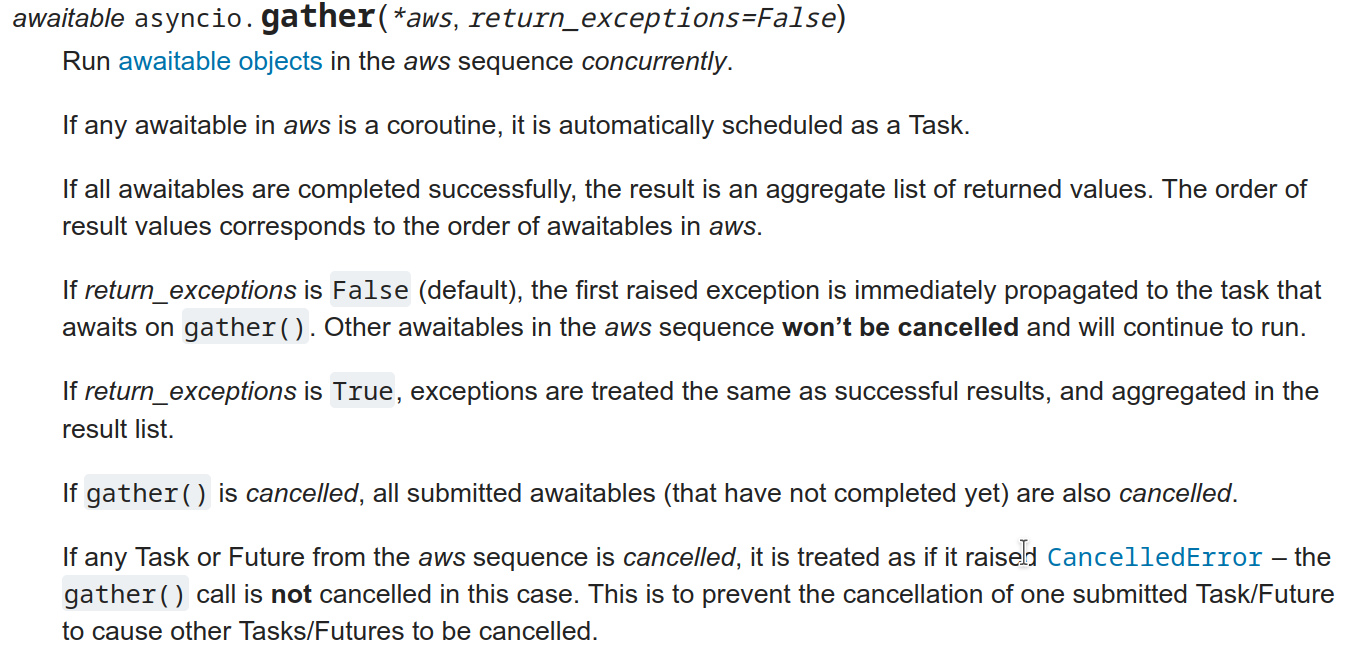 awaitable asyncio.gather(*aws, return_exceptions=False)
Run awaitable objects in the aws sequence concurrently.
If any awaitable in aws is a coroutine, it is automatically scheduled as a Task.
If all awaitables are completed successfully, the result is an aggregate list of returned values. The order of
result values corresponds to the order of awaitables in aws.
If return_exceptions is False (default), the first raised exception is immediately propagated to the task that
awaits on gather(). Other awaitables in the aws sequence won’t be cancelled and will continue to run.
If return_exceptions is True, exceptions are treated the same as successful results, and aggregated in the
result list.
If gather() is cancelled, all submitted awaitables (that have not completed yet) are also cancelled.
If any Task or Future from the aws sequence is cancelled, it is treated as if it raised CancelledError – the
gather() call is not cancelled in this case. This is to prevent the cancellation of one submitted Task/Future
to cause other Tasks/Futures to be cancelled.